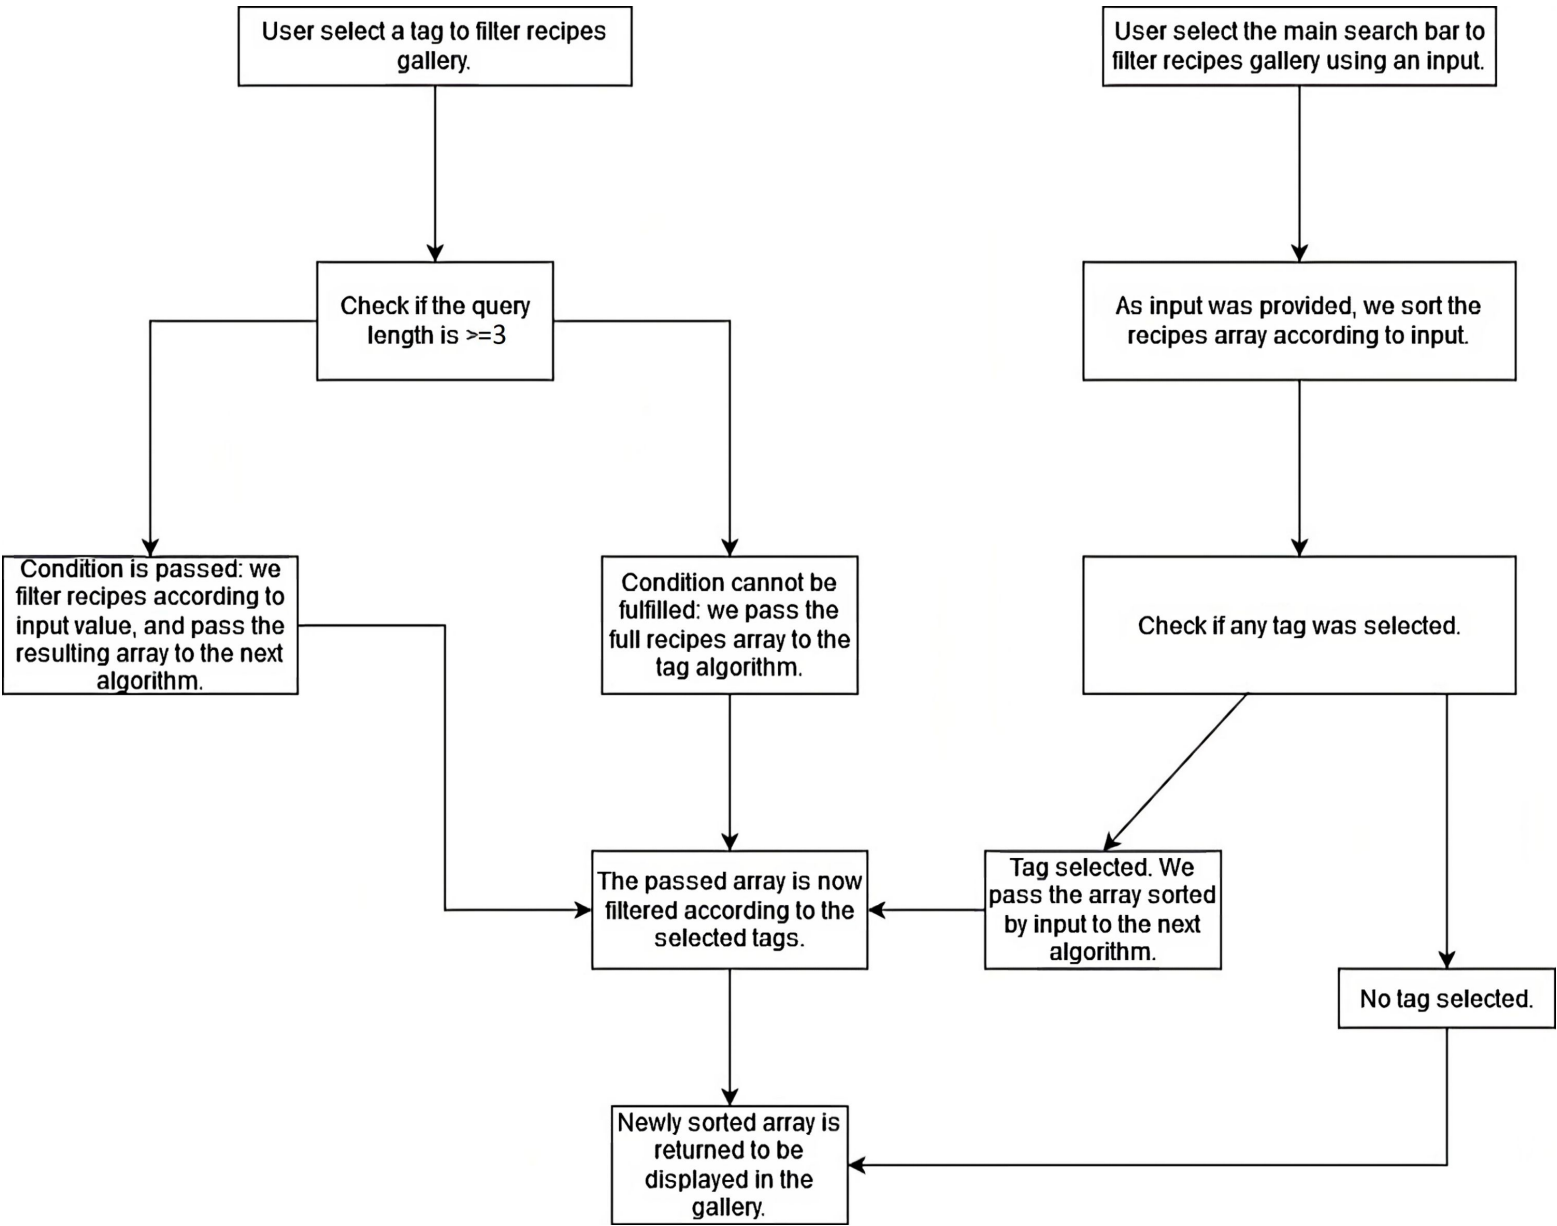 User select a tag to filter recipes
gallery.
User select the main search bar to
filter recipes gallery using an input.
Check if the query
length is >=3
As input was provided, we sort the
recipes array according to input.
Condition is passed: we
filter recipes according to
input value, and pass the
resulting array to the next
algorithm.
Condition cannot be
fulfilled: we pass the
full recipes array to the
tag algorithm.
Check if any tag was selected.
The passed array is now
filtered according to the
selected tags.
Tag selected. We
pass the array sorted
by input to the next
algorithm.
No tag selected.
Newly sorted array is
returned to be
displayed in the
gallery.